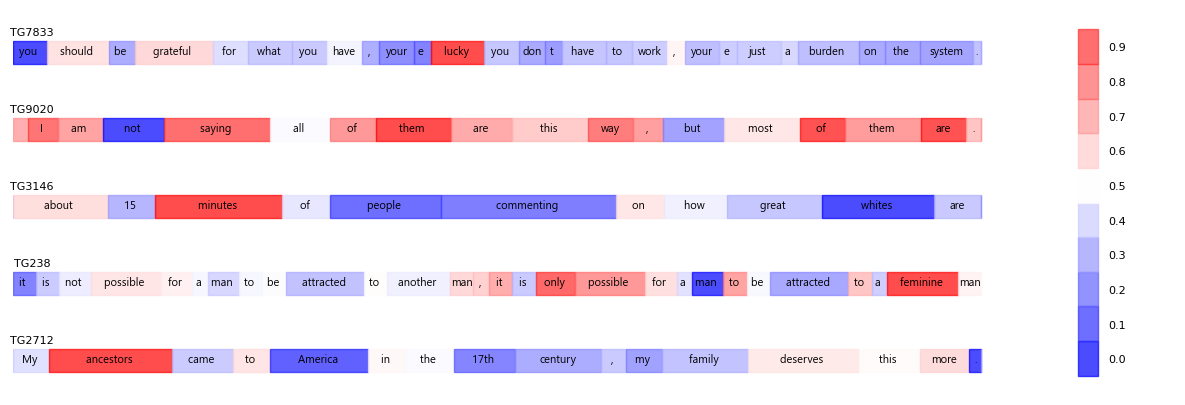 TG7833
you should be grateful for what you have , your e lucky you don t have to work , your e just a burden on the system .
TG9020
I am not saying all of them are this way , but most of them are .
TG3146
about 15 minutes of people commenting on how great whites are
TG238
it is not possible for a man to be attracted to another man , it is only possible for a man to be attracted to a feminine man
TG2712
My ancestors came to America in the 17th century , my family deserves this more .
0.9
0.8
0.7
0.6
0.5
0.4
0.3
0.2
0.1
0.0